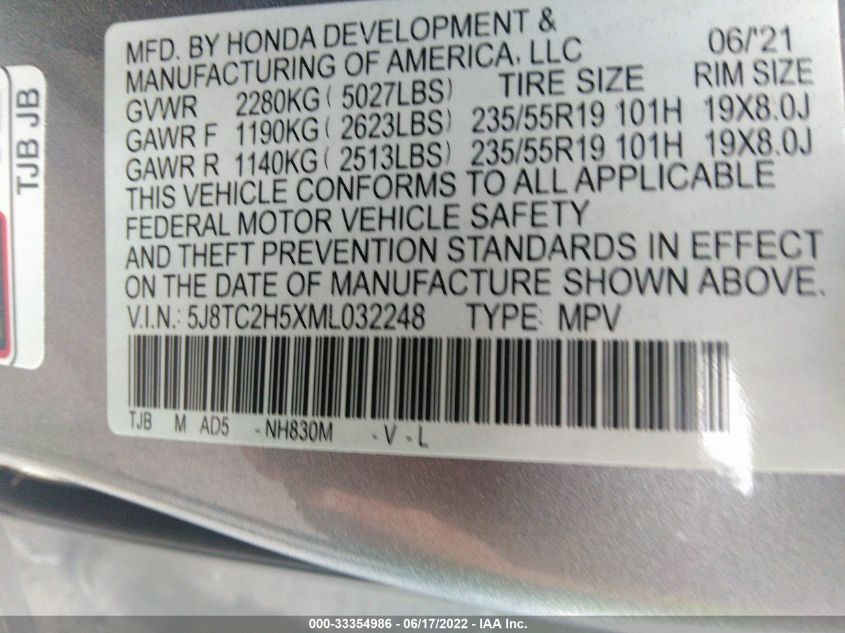 MFD. BY HONDA DEVELOPMENT &
MANUFACTURING OF AMERICA, LLC 06/'21
GVWR 2280KG ( 5027LBS) TIRE SIZE RIM SIZE
GAWR F 1190KG ( 2623LBS) 235/55R19 101H 19X8.0J
GAWR R 1140KG ( 2513LBS) 235/55R19 101H 19X8.0J
THIS VEHICLE CONFORMS TO ALL APPLICABLE
FEDERAL MOTOR VEHICLE SAFETY
AND THEFT PREVENTION STANDARDS IN EFFECT
ON THE DATE OF MANUFACTURE SHOWN ABOVE.
V.I.N.: 5J8TC2H5XML032248 TYPE: MPV
TJB M AD5 - NH830M - V - L
TJB JB
000-33354986 - 06/17/2022 - IAA Inc.